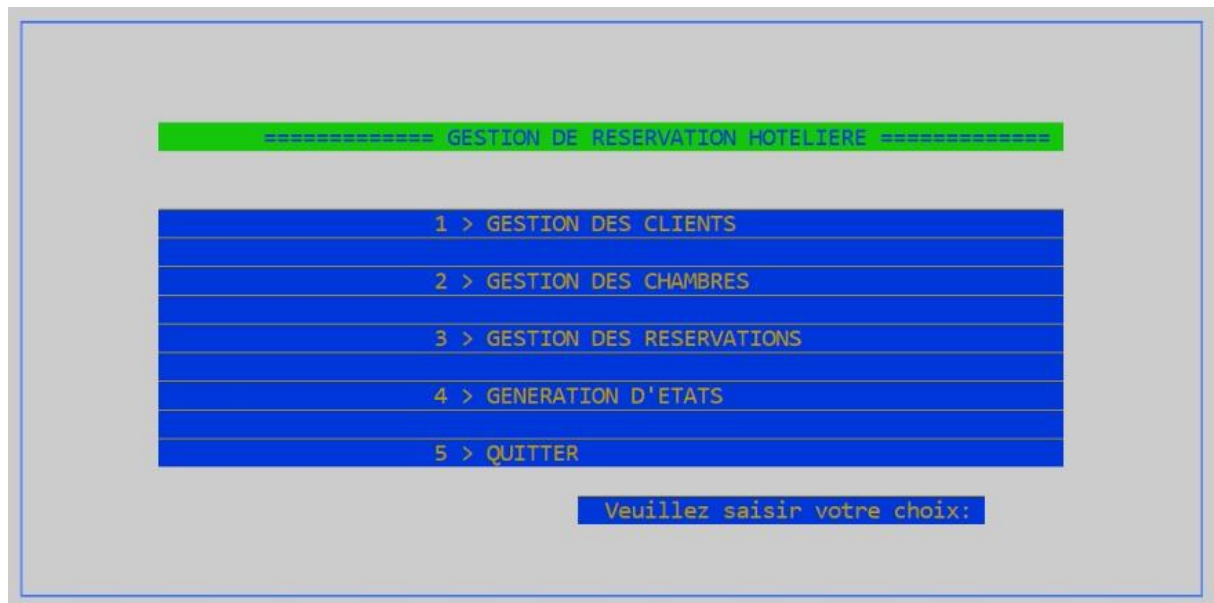 ============= GESTION DE RESERVATION HOTELIERE =============
1 > GESTION DES CLIENTS
2 > GESTION DES CHAMBRES
3 > GESTION DES RESERVATIONS
4 > GENERATION D'ETATS
5 > QUITTER
Veuillez saisir votre choix: